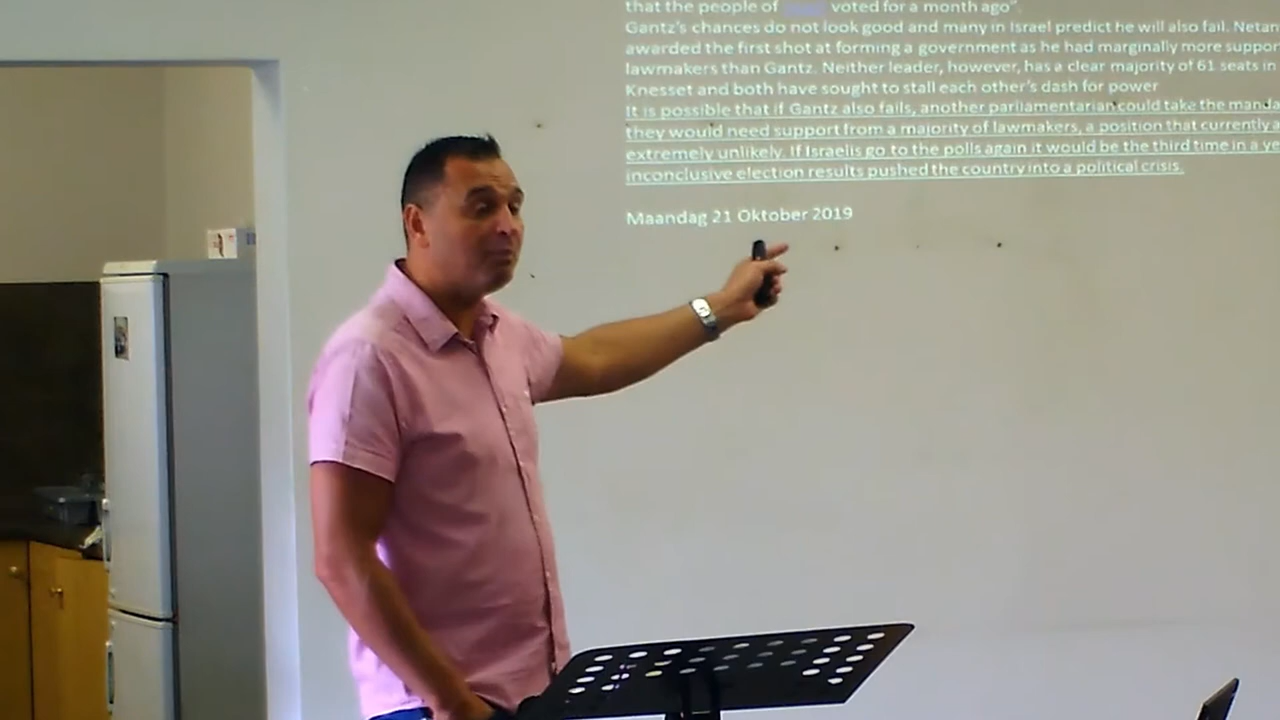 that the people of voted for a month ago".
Gantz's chances do not look good and many in Israel predict he will also fail. Netan
awarded the first shot at forming a government as he had marginally more suppor
lawmakers than Gantz. Neither leader, however, has a clear majority of 61 seats in
Knesset and both have sought to stall each other's dash for power
It is possible that if Gantz also fails, another parliamentarian could take the manda
they would need support from a majority of lawmakers, a position that currently a
extremely unlikely. If Israelis go to the polls again it would be the third time in a ye
inconclusive election results pushed the country into a political crisis.
Maandag 21 Oktober 2019